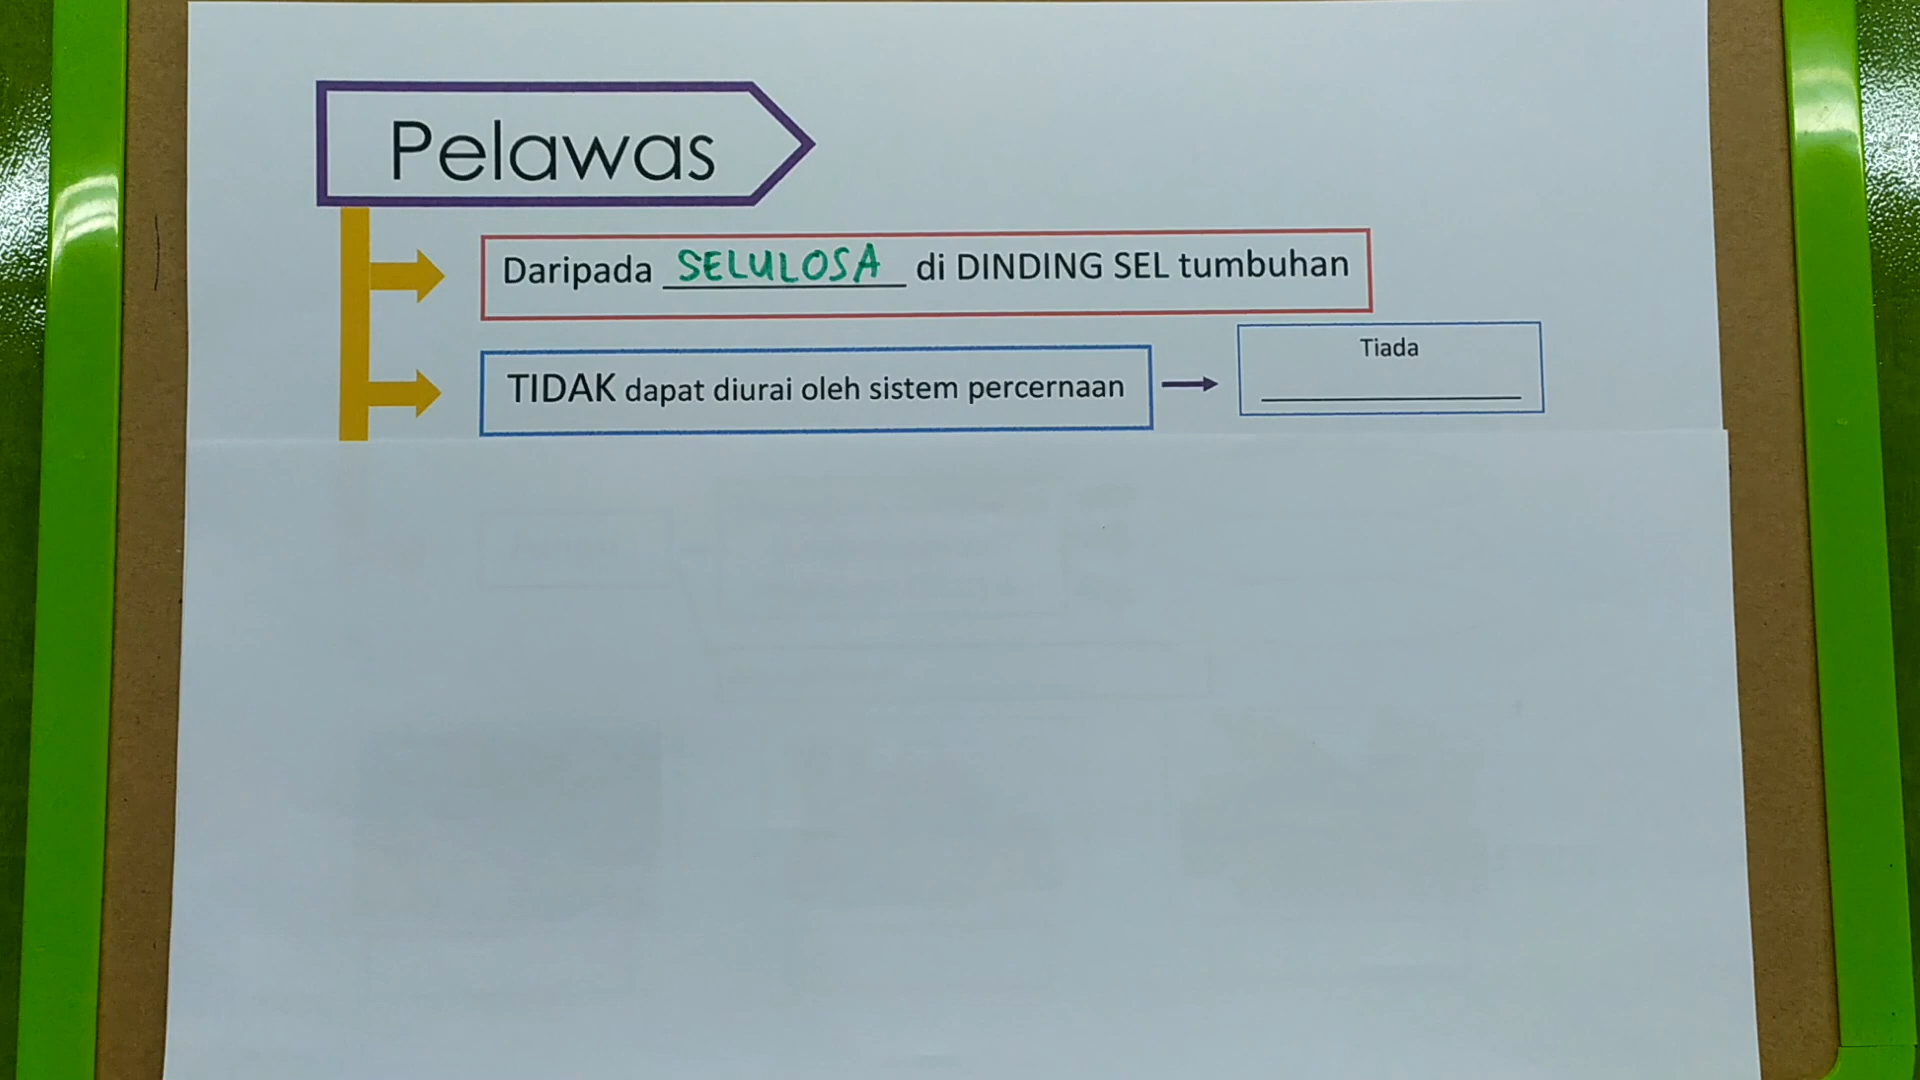 Pelawas
Daripada SELULOSA di DINDING SEL tumbuhan
TIDAK dapat diurai oleh sistem percernaan
Tiada